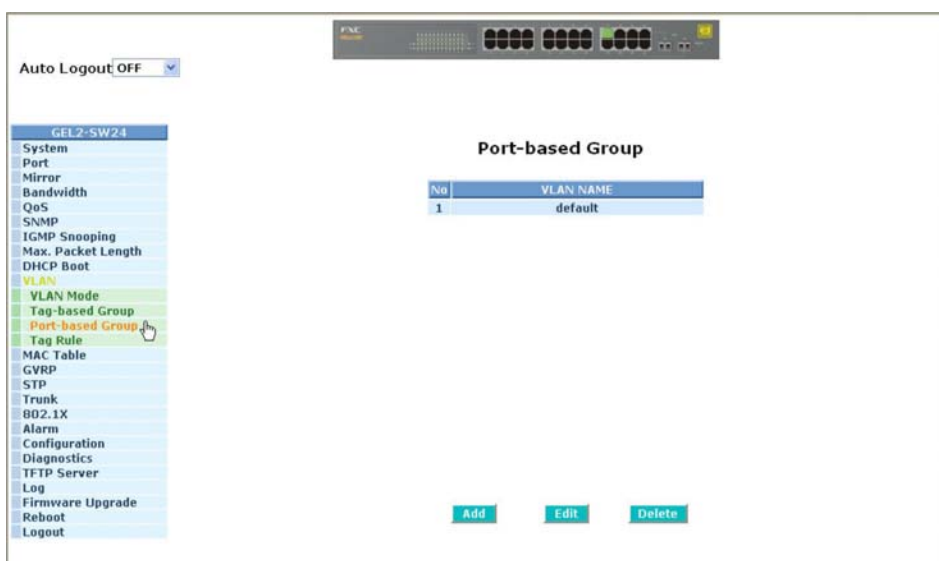 FXC
Auto Logout OFF
GEL2-SW24
System
Port
Mirror
Bandwidth
QoS
SNMP
IGMP Snooping
Max. Packet Length
DHCP Boot
VLAN
VLAN Mode
Tag-based Group
Port-based Group
Tag Rule
MAC Table
GVRP
STP
Trunk
802.1X
Alarm
Configuration
Diagnostics
TFTP Server
Log
Firmware Upgrade
Reboot
Logout
Port-based Group
No VLAN NAME
1 default
Add Edit Delete